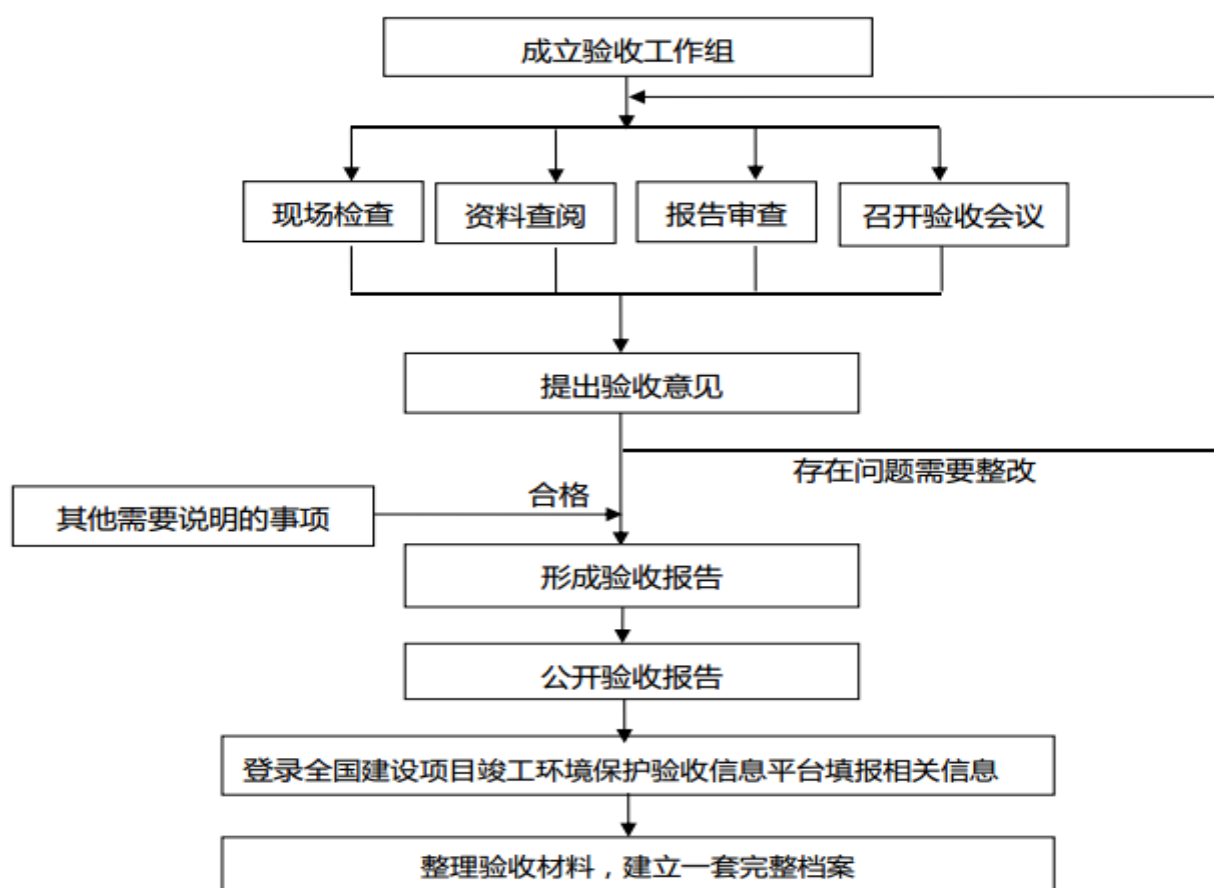 成立验收工作组
现场检查
资料查阅
报告审查
召开验收会议
提出验收意见
存在问题需要整改
合格
其他需要说明的事项
形成验收报告
公开验收报告
登录全国建设项目竣工环境保护验收信息平台填报相关信息
整理验收材料，建立一套完整档案